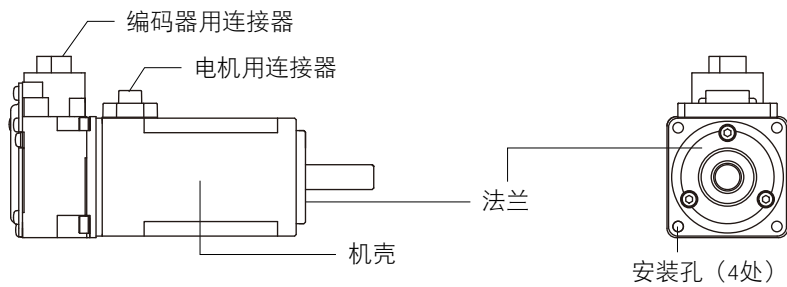 编码器用连接器
电机用连接器
法兰
机壳
安装孔（4处）